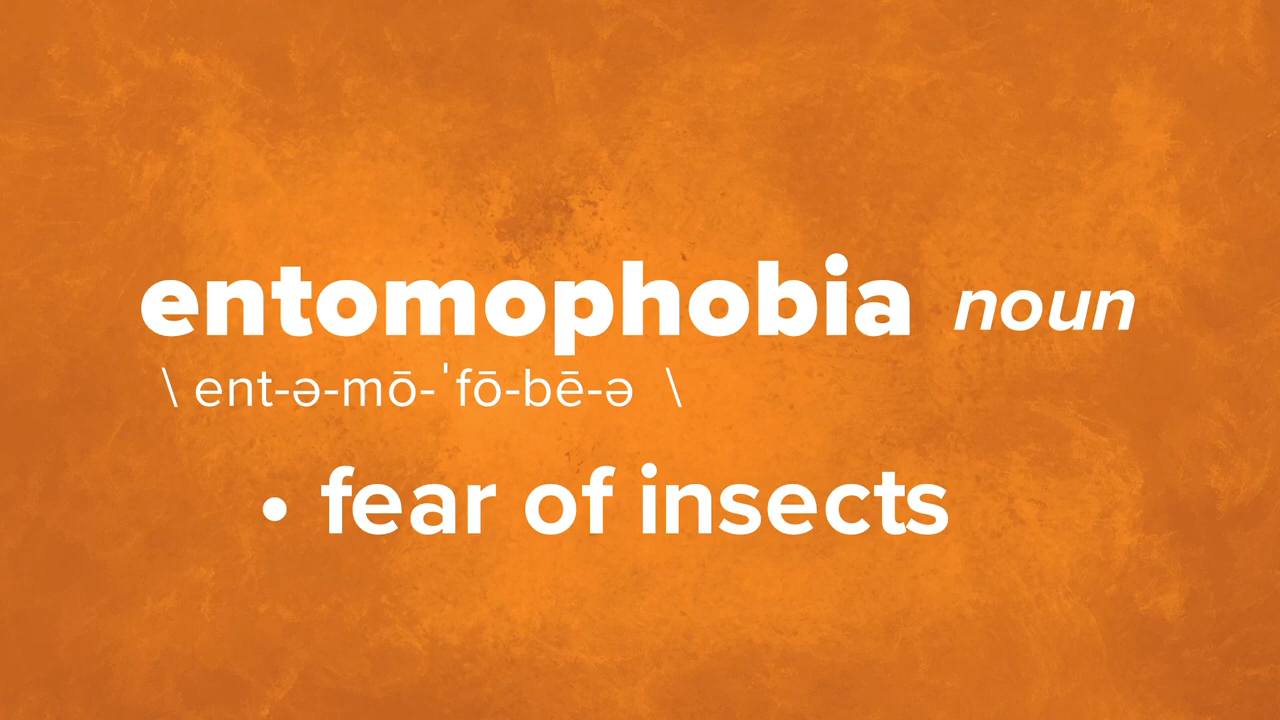 entomophobia noun
\ ent-ə-mō-ˈfō-bē-ə \
• fear of insects